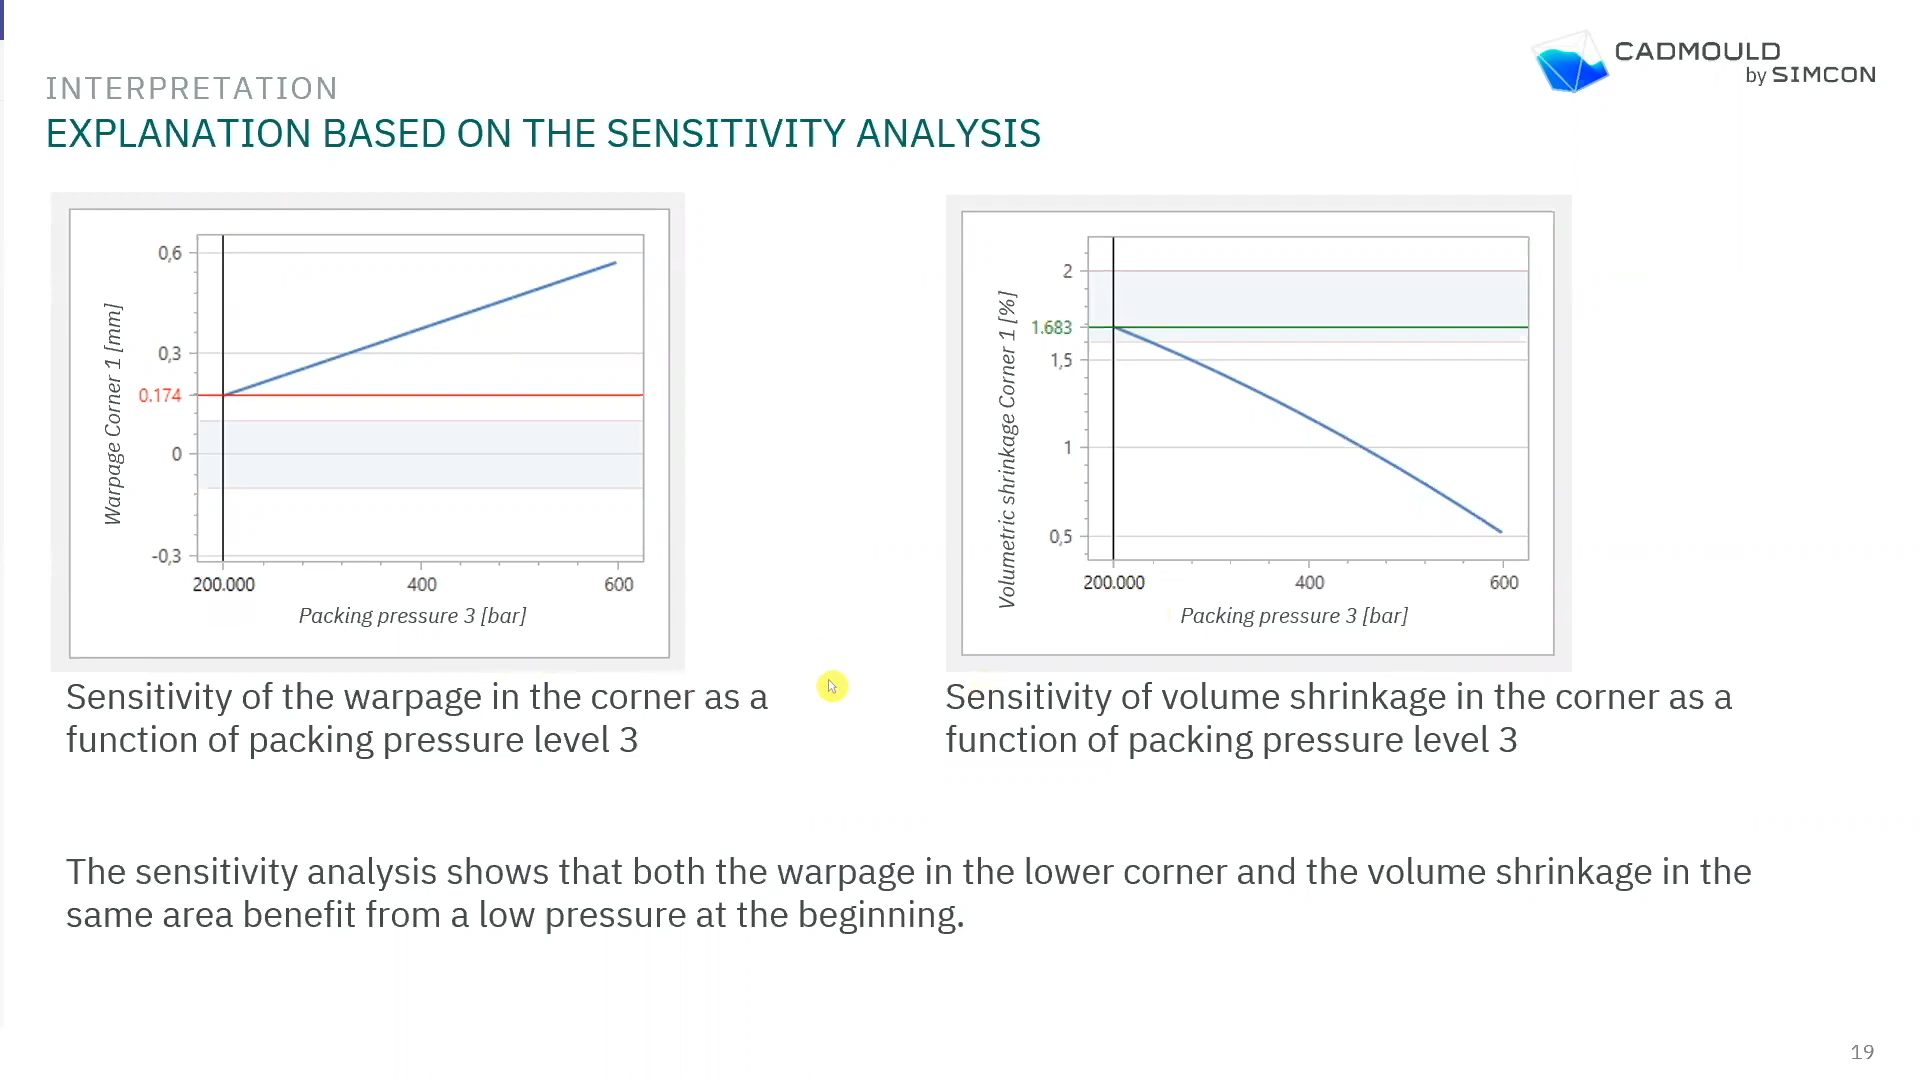 CADMOULD
by SIMCON
INTERPRETATION
EXPLANATION BASED ON THE SENSITIVITY ANALYSIS
0,6
0,3
0.174
0
-0,3
200.000
400
600
Warpage Corner 1 [mm]
Packing pressure 3 [bar]
2
1.683
1,5
1
0,5
200.000
400
600
Volumetric shrinkage Corner 1 [%]
Packing pressure 3 [bar]
Sensitivity of the warpage in the corner as a
function of packing pressure level 3
Sensitivity of volume shrinkage in the corner as a
function of packing pressure level 3
The sensitivity analysis shows that both the warpage in the lower corner and the volume shrinkage in the
same area benefit from a low pressure at the beginning.
19